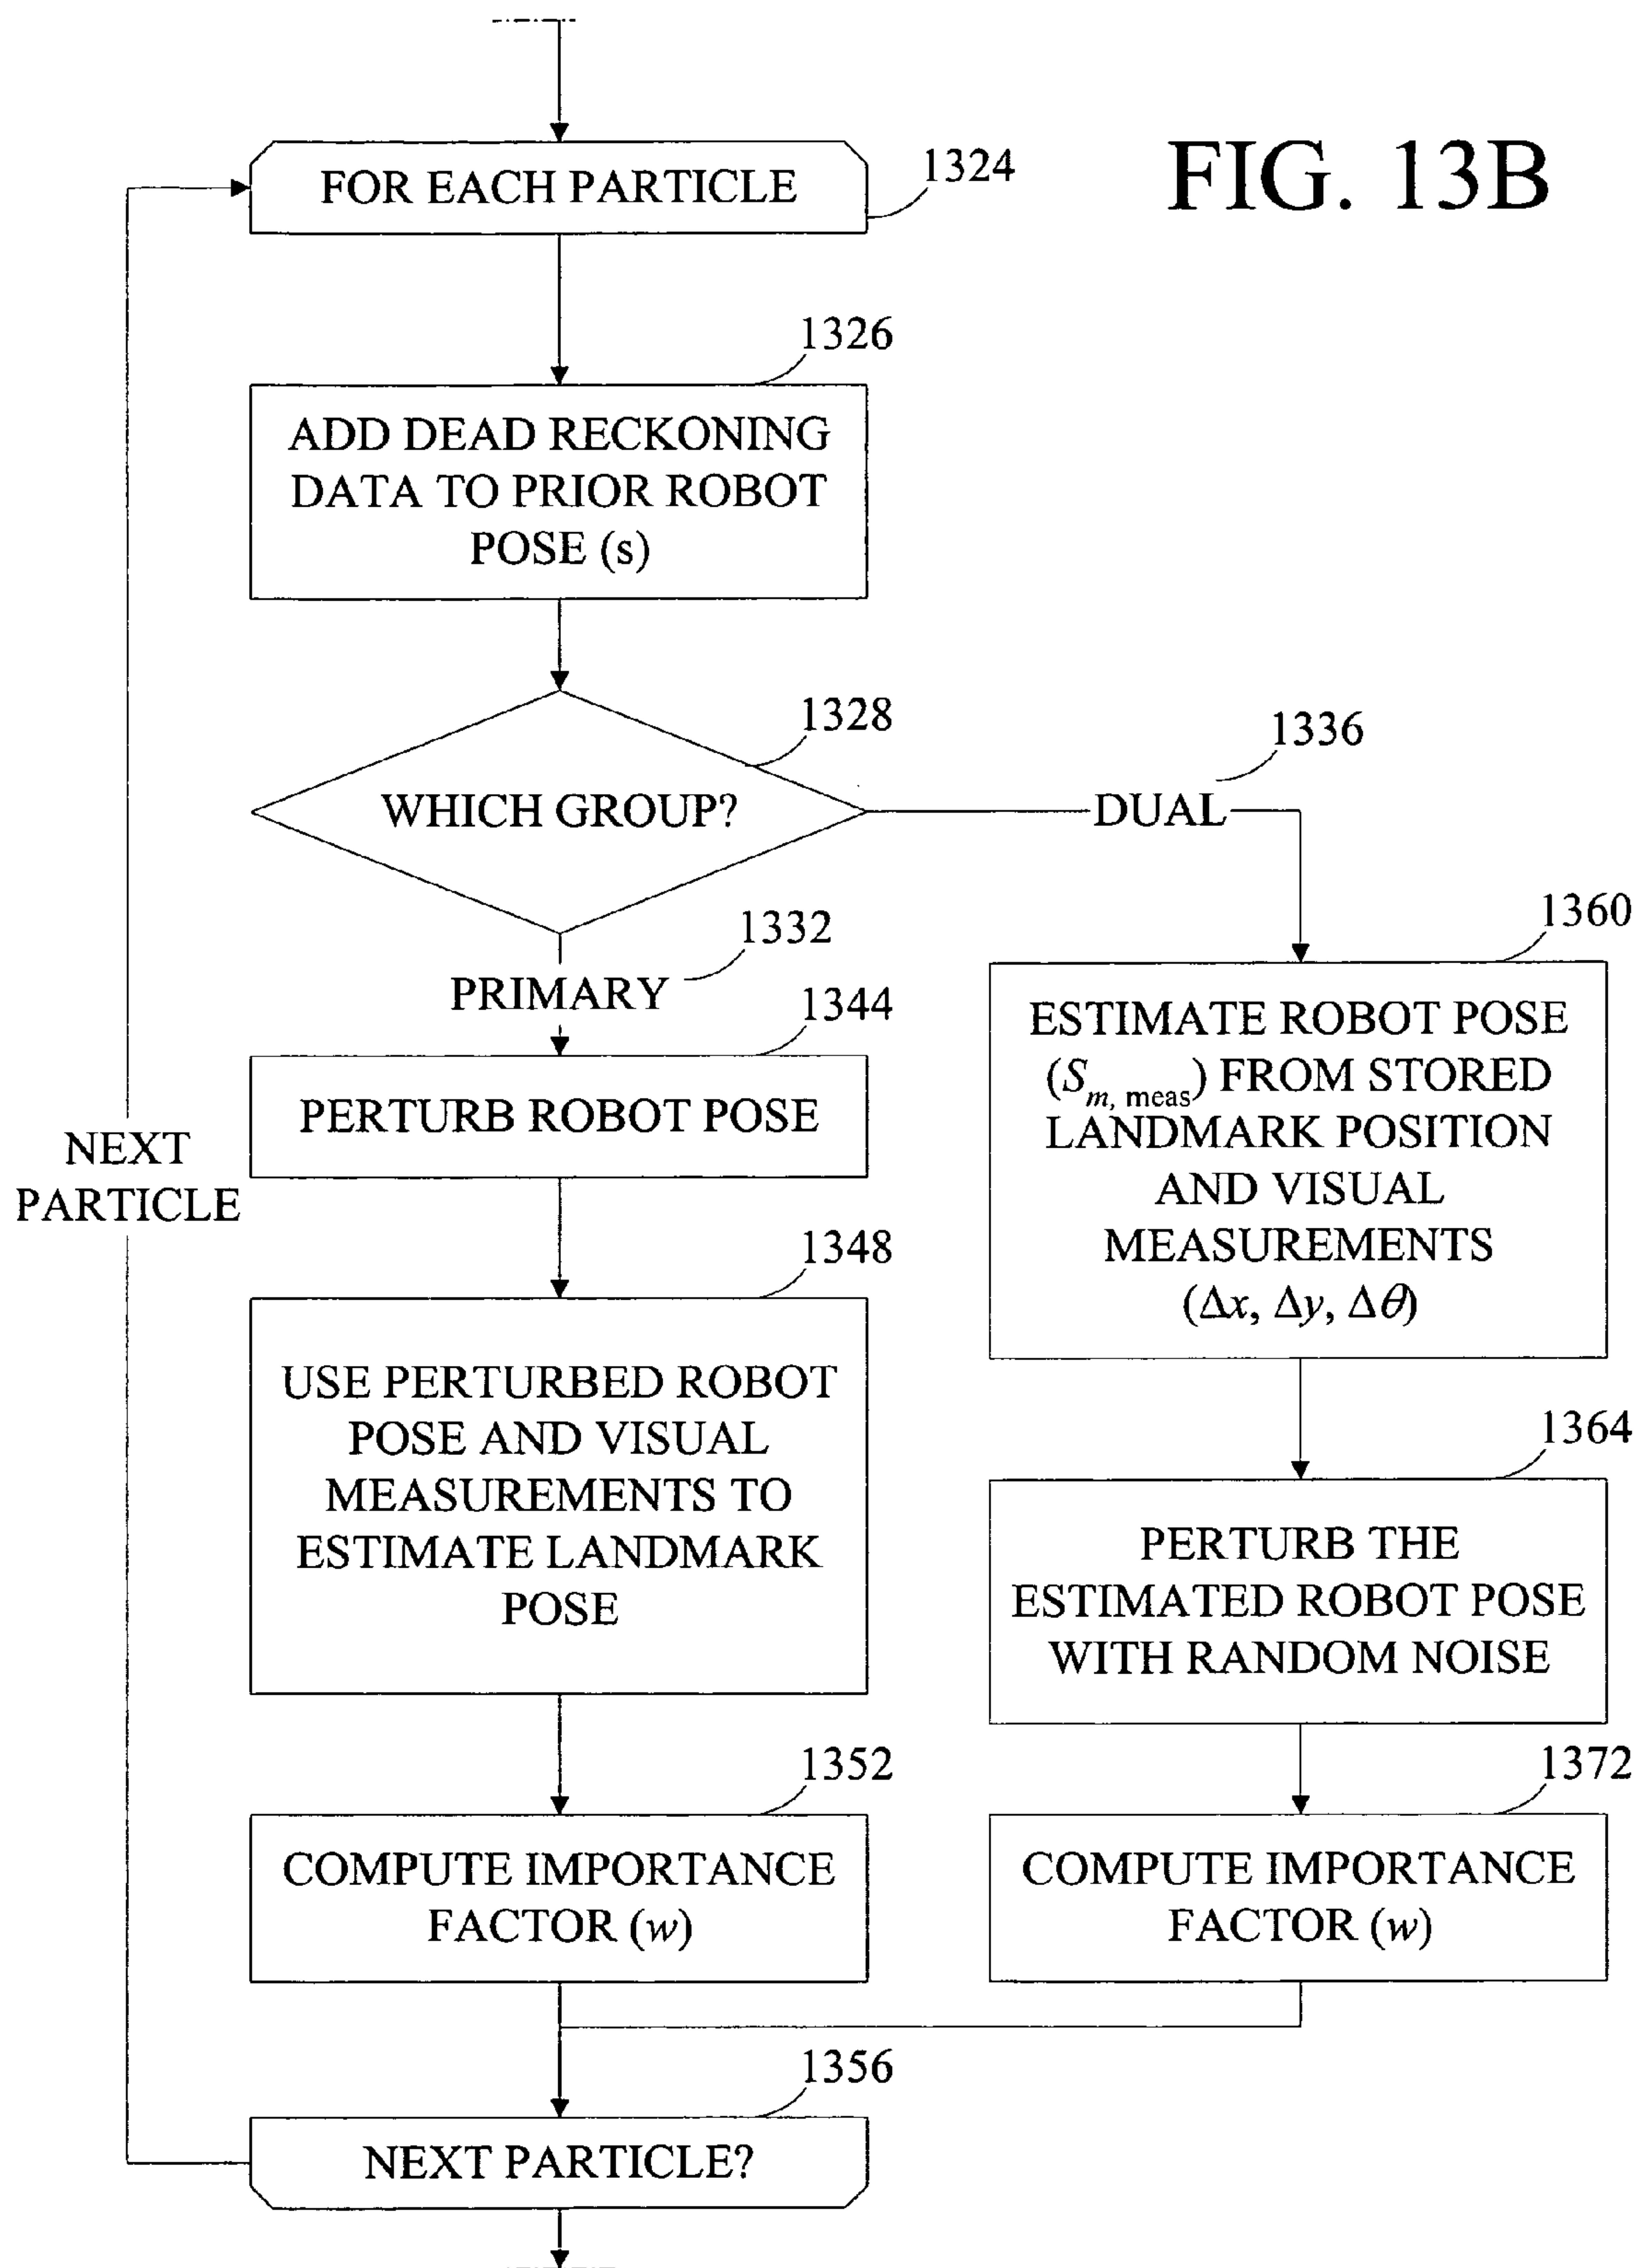 FIG. 13B
FOR EACH PARTICLE
1324
1326
ADD DEAD RECKONING
DATA TO PRIOR ROBOT
POSE (s)
1328
WHICH GROUP?
1336
DUAL
1332
PRIMARY
1344
PERTURB ROBOT POSE
NEXT
PARTICLE
1348
USE PERTURBED ROBOT
POSE AND VISUAL
MEASUREMENTS TO
ESTIMATE LANDMARK
POSE
1352
COMPUTE IMPORTANCE
FACTOR (w)
1360
ESTIMATE ROBOT POSE
(Sm, meas) FROM STORED
LANDMARK POSITION
AND VISUAL
MEASUREMENTS
(Δx, Δy, Δθ)
1364
PERTURB THE
ESTIMATED ROBOT POSE
WITH RANDOM NOISE
1372
COMPUTE IMPORTANCE
FACTOR (w)
1356
NEXT PARTICLE?